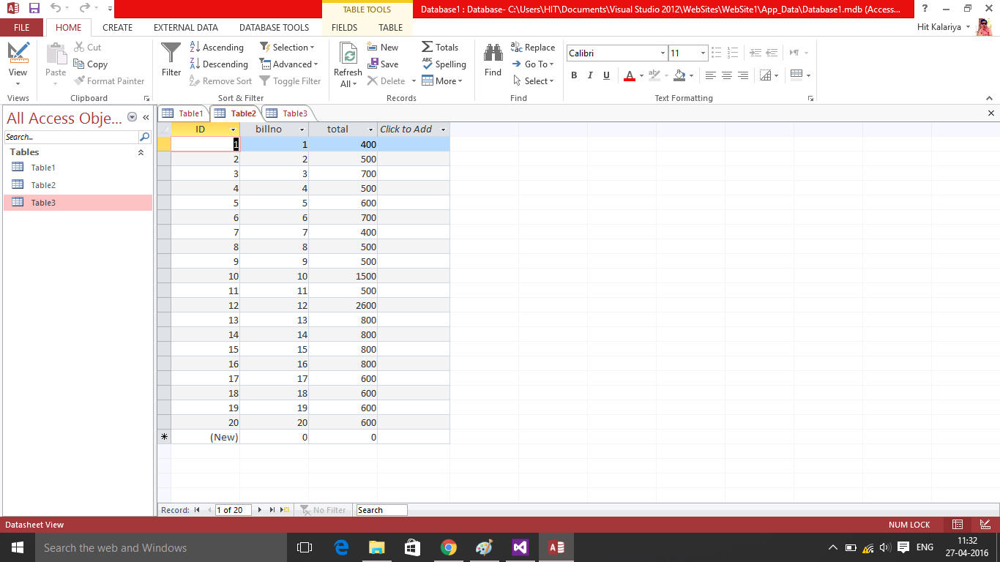 TABLE TOOLS
Database1 : Database- C:\Users\HIT\Documents\Visual Studio 2012\WebSites\WebSite1\App_Data\Database1.mdb (Access...
FILE HOME CREATE EXTERNAL DATA DATABASE TOOLS FIELDS TABLE
Hit Kalariya
View
Views
Paste
Cut
Copy
Format Painter
Clipboard
Filter
Ascending
Descending
Remove Sort
Selection
Advanced
Toggle Filter
Sort & Filter
Refresh
All
New
Save
Delete
Totals
Spelling
More
Records
Find
Replace
Go To
Select
Find
Calibri 11
B I U A
Text Formatting
All Access Obje...
Search...
Tables
Table1
Table2
Table3
Table1 Table2 Table3
ID billno total Click to Add
1 1 400
2 2 500
3 3 700
4 4 500
5 5 600
6 6 700
7 7 400
8 8 500
9 9 500
10 10 1500
11 11 500
12 12 2600
13 13 800
14 14 800
15 15 800
16 16 800
17 17 600
18 18 600
19 19 600
20 20 600
(New) 0 0
Record: 1 of 20 No Filter Search
Datasheet View
NUM LOCK
Search the web and Windows
ENG
11:32
27-04-2016